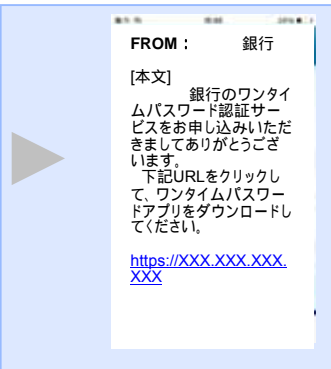 FROM： 銀行
[本文]
銀行のワンタイ
ムパスワード認証サー
ビスをお申し込みいただ
きましてありがとうござ
います。
下記URLをクリックし
て、ワンタイムパスワー
ドアプリをダウンロードし
てください。
https://XXX.XXX.XXX.
XXX